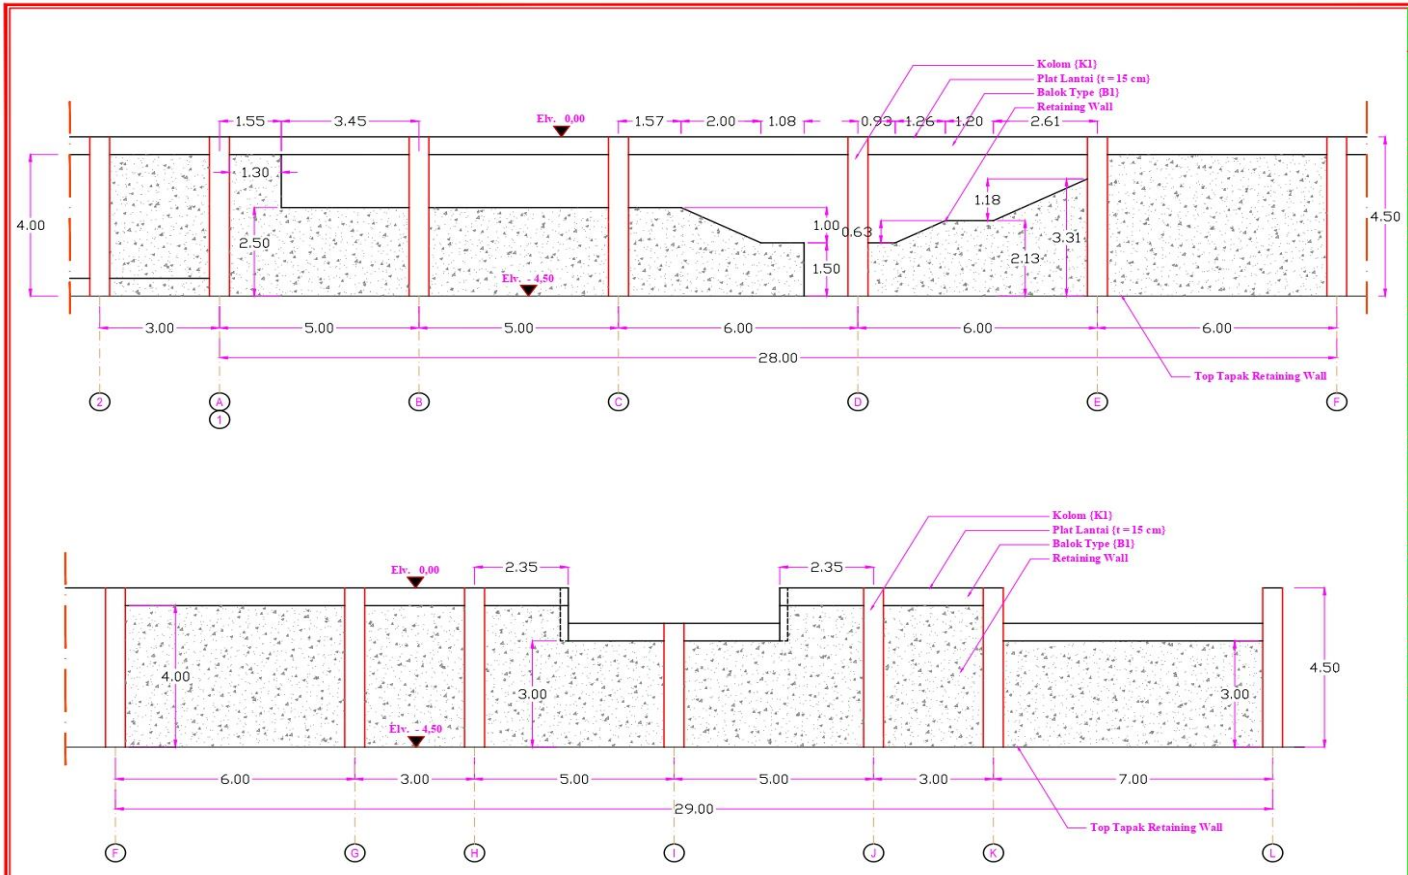 Kolom {K1}
Plat Lantai {t = 15 cm}
Balok Type {B1}
Retaining Wall
Elv. 0,00
1.55
3.45
1.57
2.00
1.08
0.93
1.26
1.20
2.61
1.30
1.18
4.00
4.50
2.50
1.00
0.63
3.31
2.13
1.50
Elv. - 4,50
3.00
5.00
5.00
6.00
6.00
6.00
28.00
Top Tapak Retaining Wall
2
A
B
C
D
E
F
1
Kolom {K1}
Plat Lantai {t = 15 cm}
Balok Type {B1}
Retaining Wall
Elv. 0,00
2.35
2.35
4.00
3.00
3.00
4.50
Elv. - 4,50
6.00
3.00
5.00
5.00
3.00
7.00
29.00
Top Tapak Retaining Wall
F
G
H
I
J
K
L